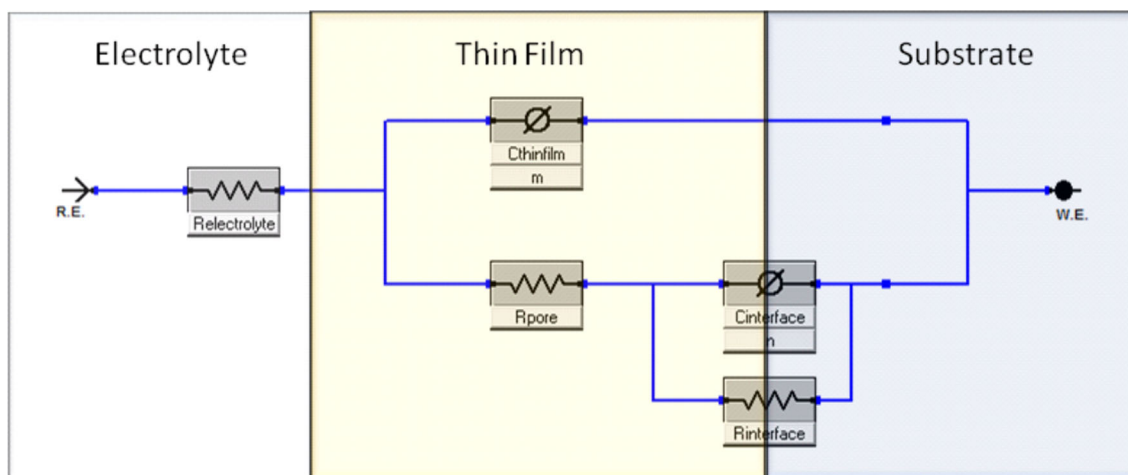 Electrolyte
Thin Film
Substrate
Cthinfilm
m
R.E.
Relectrolyte
W.E.
Rpore
Cinterface
n
Rinterface